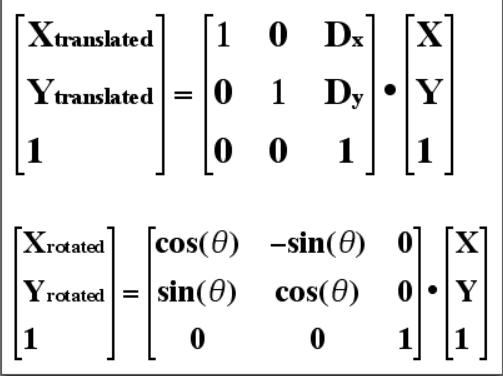 Xtranslated 1 0 Dx X
Ytranslated = 0 1 Dy • Y
1 0 0 1 1
Xrotated cos(θ) −sin(θ) 0 X
Yrotated = sin(θ) cos(θ) 0 • Y
1 0 0 1 1